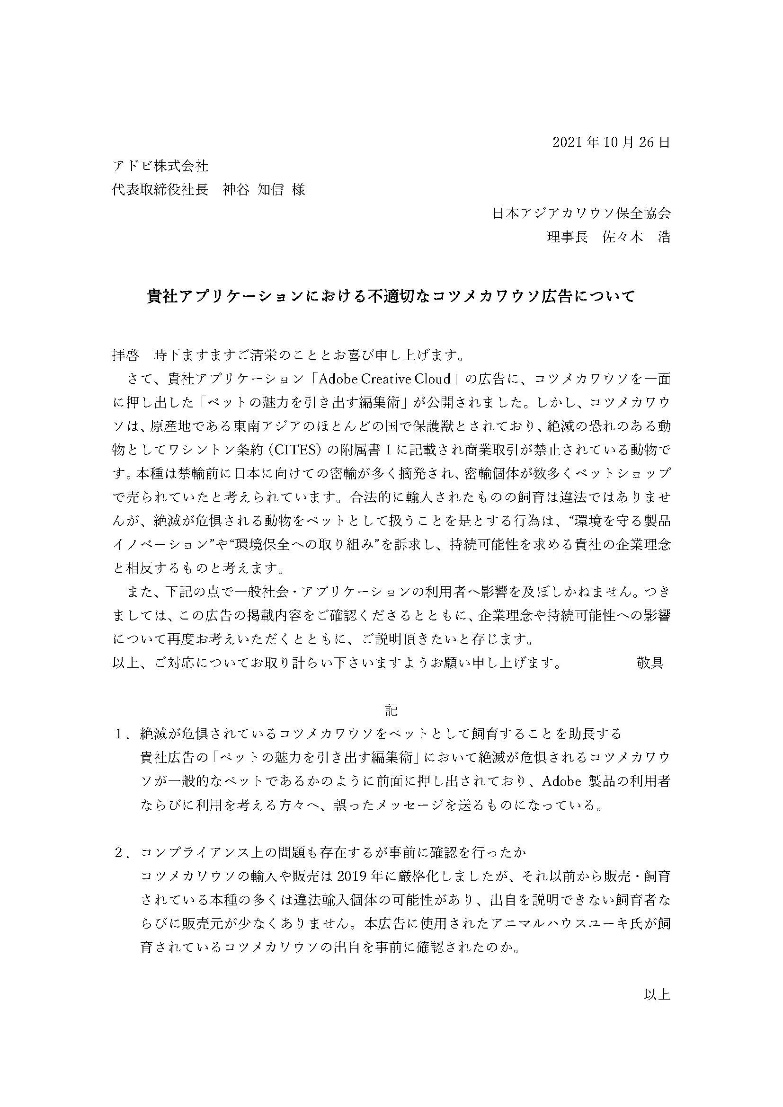 2021 年 10 月 26 日
アドビ株式会社
代表取締役社長　神谷 知信 様
日本アジアカワウソ保全協会
理事長　佐々木　浩
貴社アプリケーションにおける不適切なコツメカワウソ広告について
拝啓　時下ますますご清栄のこととお喜び申し上げます。
　さて、貴社アプリケーション「Adobe Creative Cloud」の広告に、コツメカワウソを一面
に押し出した「ペットの魅力を引き出す編集術」が公開されました。しかし、コツメカワウ
ソは、原産地である東南アジアのほとんどの国で保護獣とされており、絶滅の恐れのある動
物としてワシントン条約（CITES）の附属書Ⅰに記載され商業取引が禁止されている動物で
す。本種は禁輸前に日本に向けての密輸が多く摘発され、密輸個体が数多くペットショップ
で売られていたと考えられています。合法的に輸入されたものの飼育は違法ではありませ
んが、絶滅が危惧される動物をペットとして扱うことを是とする行為は、“環境を守る製品
イノベーション”や“環境保全への取り組み”を訴求し、持続可能性を求める貴社の企業理念
と相反するものと考えます。
　また、下記の点で一般社会・アプリケーションの利用者へ影響を及ぼしかねません。つき
ましては、この広告の掲載内容をご確認くださるとともに、企業理念や持続可能性への影響
について再度お考えいただくとともに、ご説明頂きたいと存じます。
以上、ご対応についてお取り計らい下さいますようお願い申し上げます。　　　　敬具
記
１．絶滅が危惧されているコツメカワウソをペットとして飼育することを助長する
貴社広告の「ペットの魅力を引き出す編集術」において絶滅が危惧されるコツメカワウ
ソが一般的なペットであるかのように前面に押し出されており、Adobe 製品の利用者
ならびに利用を考える方々へ、誤ったメッセージを送るものになっている。
２．コンプライアンス上の問題も存在するが事前に確認を行ったか
コツメカワウソの輸入や販売は 2019 年に厳格化しましたが、それ以前から販売・飼育
されている本種の多くは違法輸入個体の可能性があり、出自を説明できない飼育者な
らびに販売元が少なくありません。本広告に使用されたアニマルハウスユーキ氏が飼
育されているコツメカワウソの出自を事前に確認されたのか。
以上